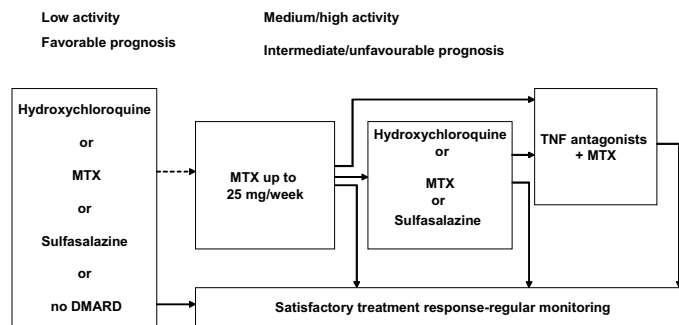 Low activity
Favorable prognosis
Medium/high activity
Intermediate/unfavourable prognosis
Hydroxychloroquine
or
MTX
or
Sulfasalazine
or
no DMARD
MTX up to
25 mg/week
Hydroxychloroquine
or
MTX
or
Sulfasalazine
TNF antagonists
+ MTX
Satisfactory treatment response-regular monitoring